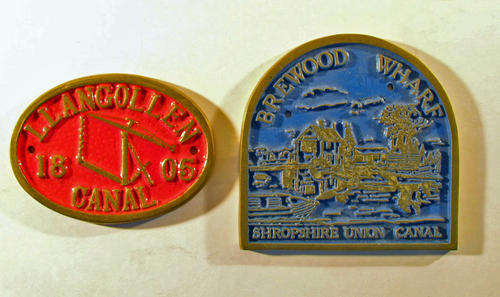 LLANGOLLEN
18 05
CANAL
BREWOOD WHARF
SHROPSHIRE UNION CANAL